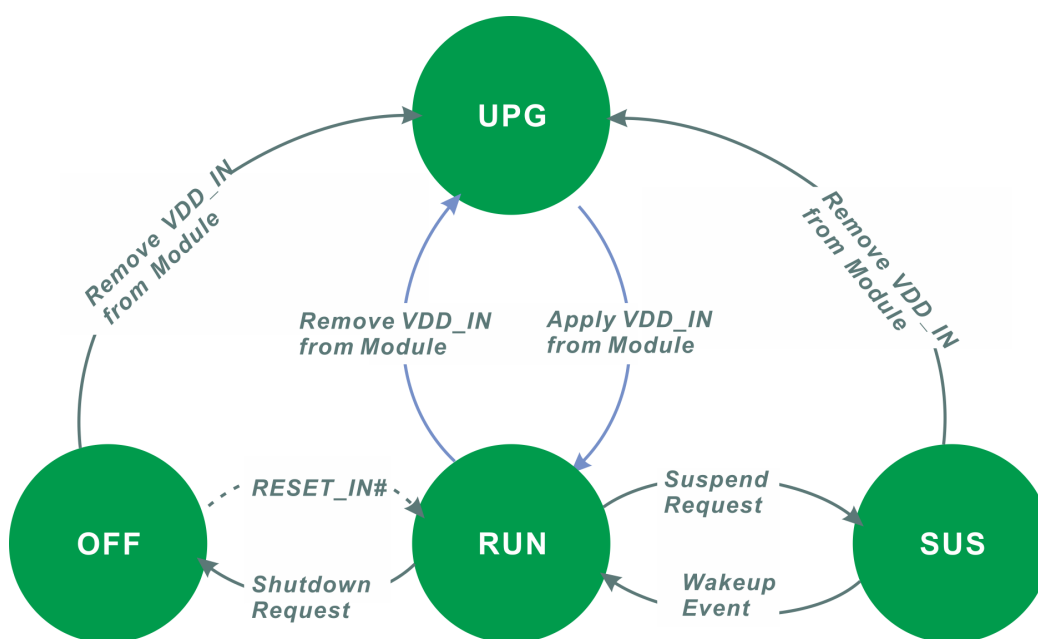 UPG
Remove VDD_IN
from Module
Remove VDD_IN
from Module
Remove VDD_IN
from Module
Apply VDD_IN
from Module
OFF
RESET_IN#
RUN
Suspend
Request
SUS
Shutdown
Request
Wakeup
Event